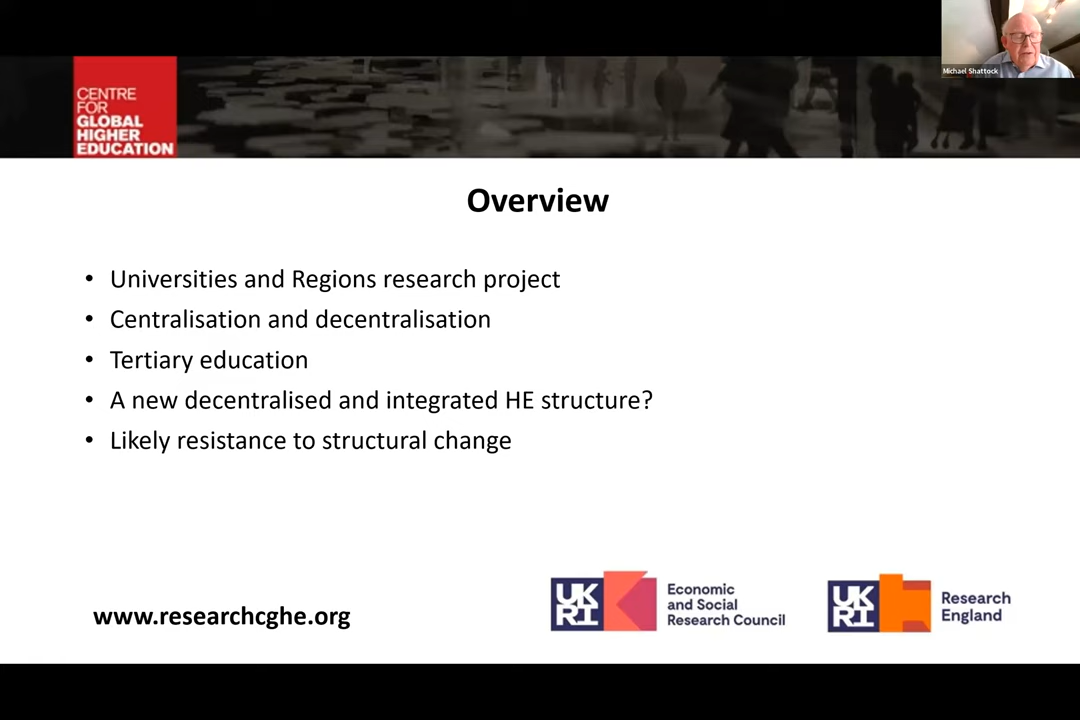 Michael Shattock
CENTRE
FOR
GLOBAL
HIGHER
EDUCATION
Overview
• Universities and Regions research project
• Centralisation and decentralisation
• Tertiary education
• A new decentralised and integrated HE structure?
• Likely resistance to structural change
www.researchcghe.org
UK
RI
Economic
and Social
Research Council
UK
RI
Research
England